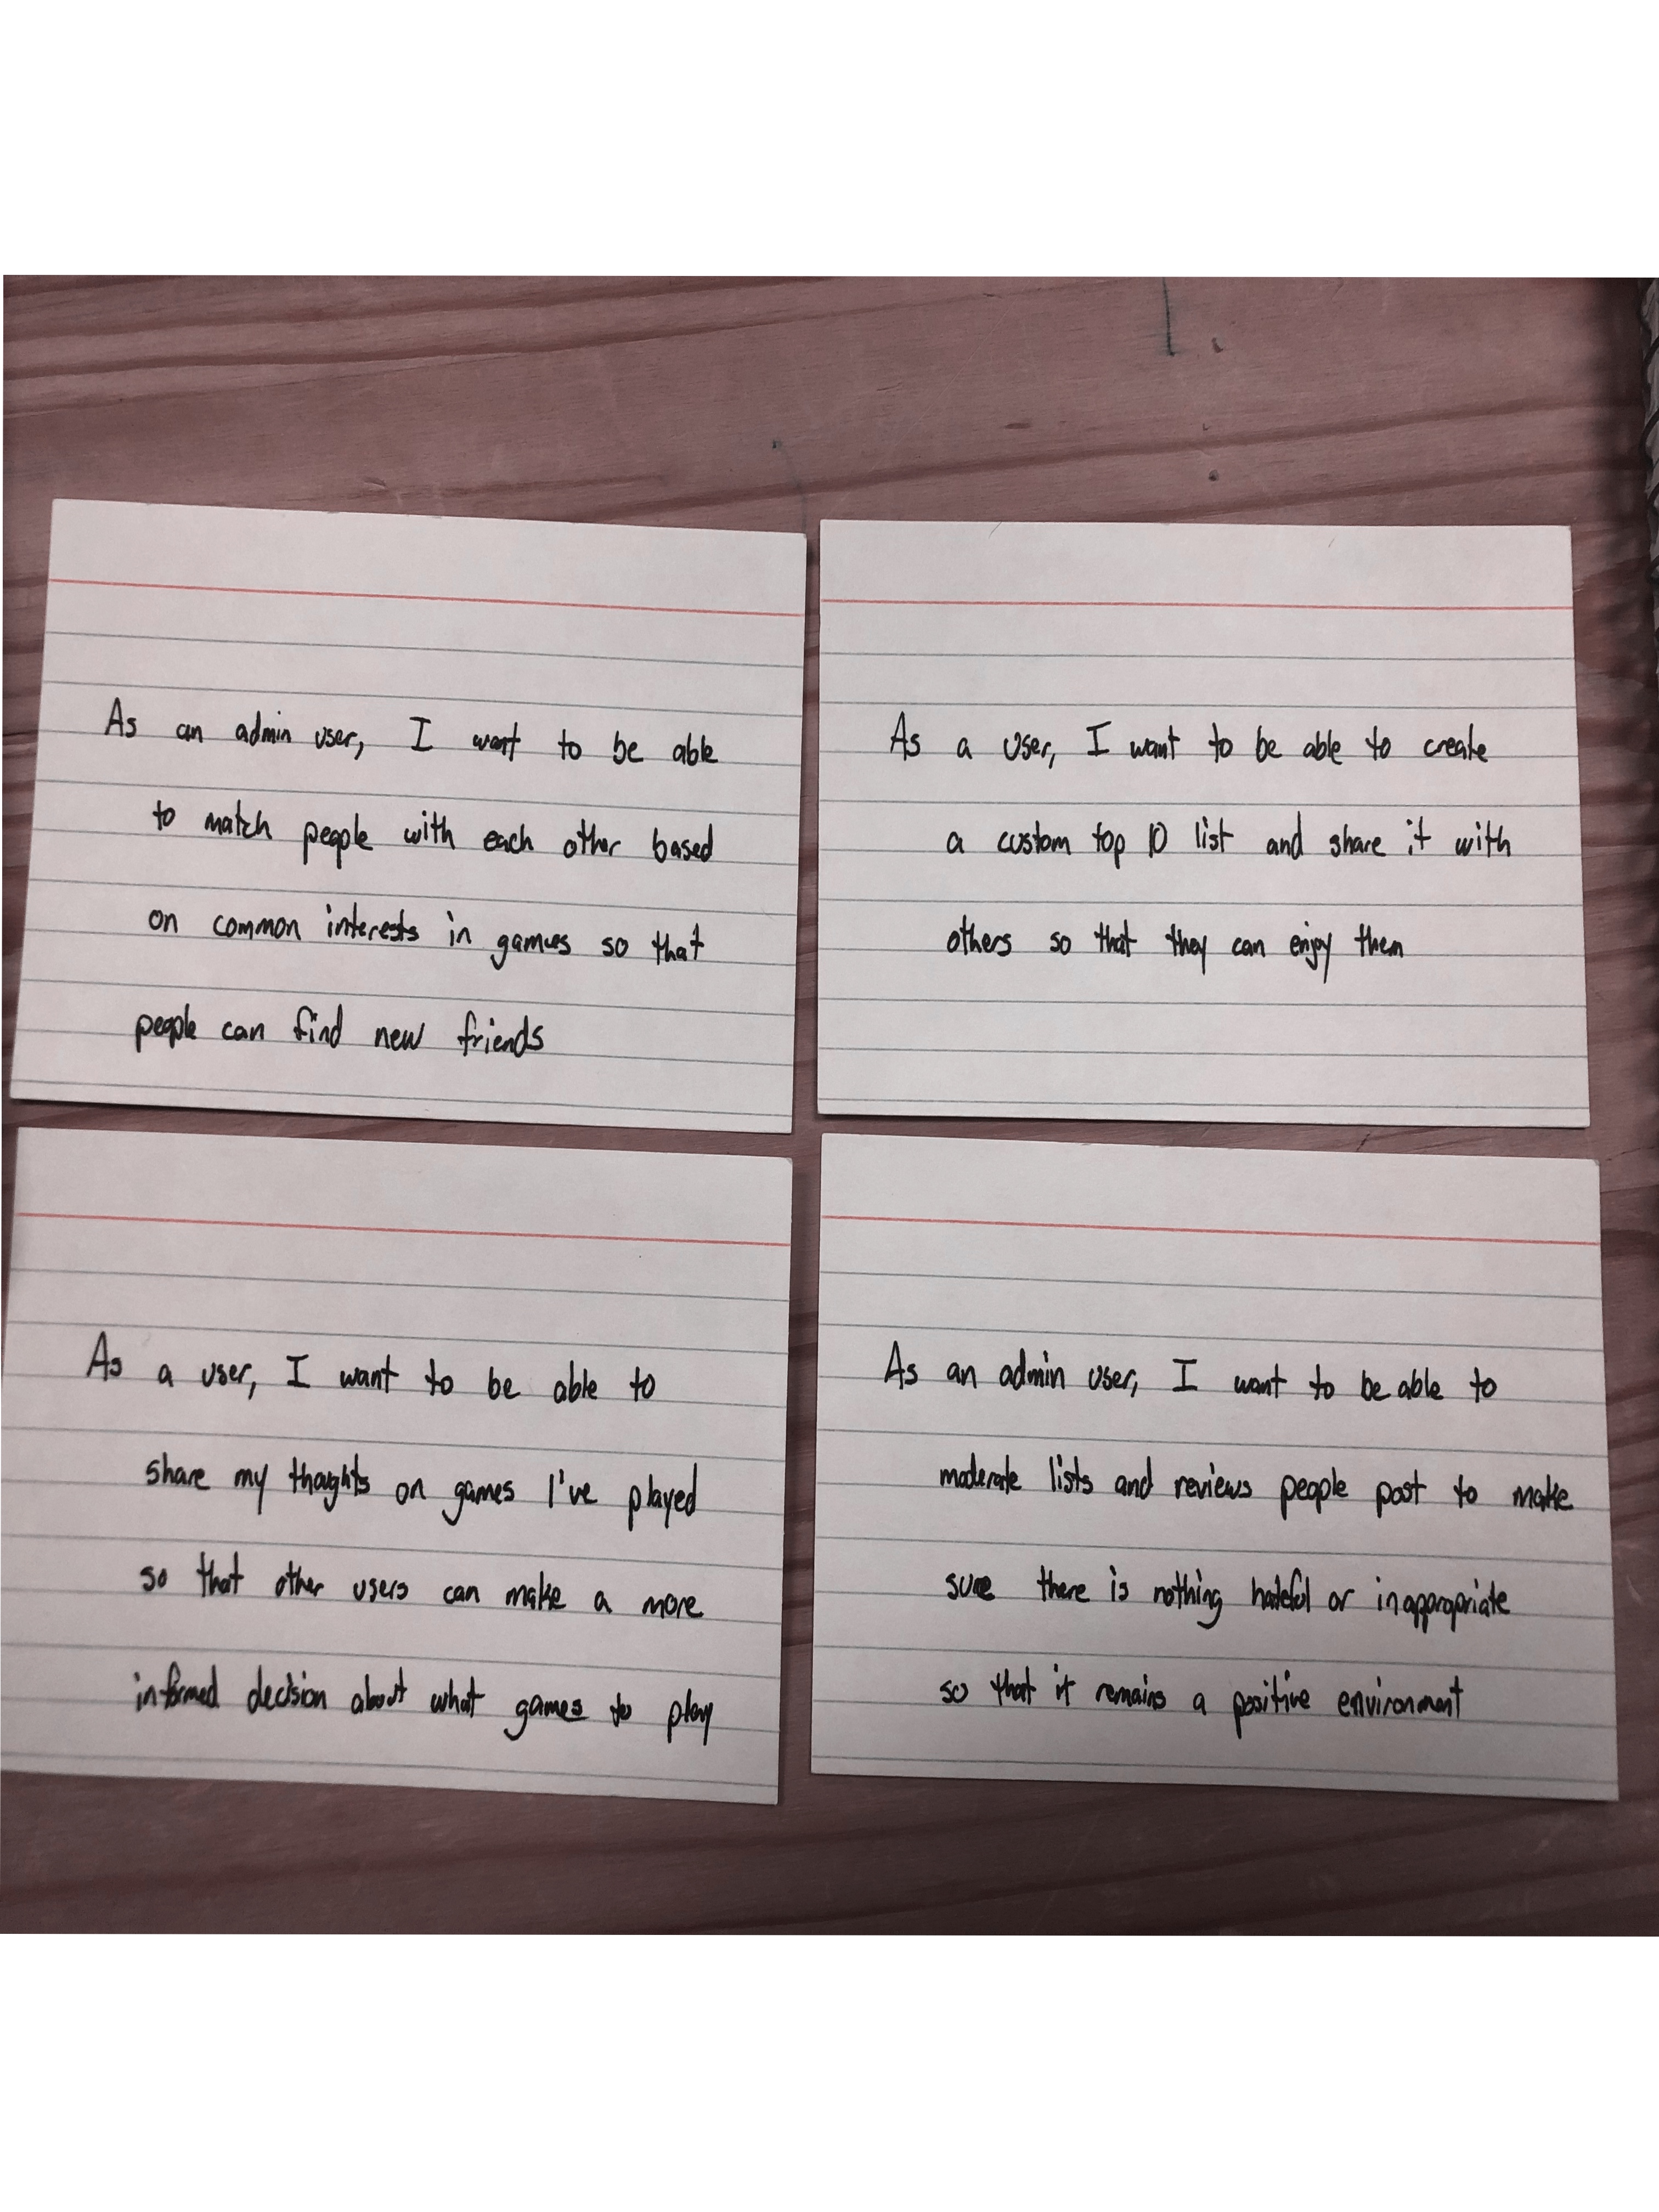 As an admin user, I want to be able
to match people with each other based
on common interests in games so that
people can find new friends
As a user, I want to be able to create
a custom top 10 list and share it with
others so that they can enjoy them
As a user, I want to be able to
share my thoughts on games I've played
so that other users can make a more
informed decision about what games to play
As an admin user, I want to be able to
moderate lists and reviews people post to make
sure there is nothing hateful or inappropriate
so that it remains a positive environment